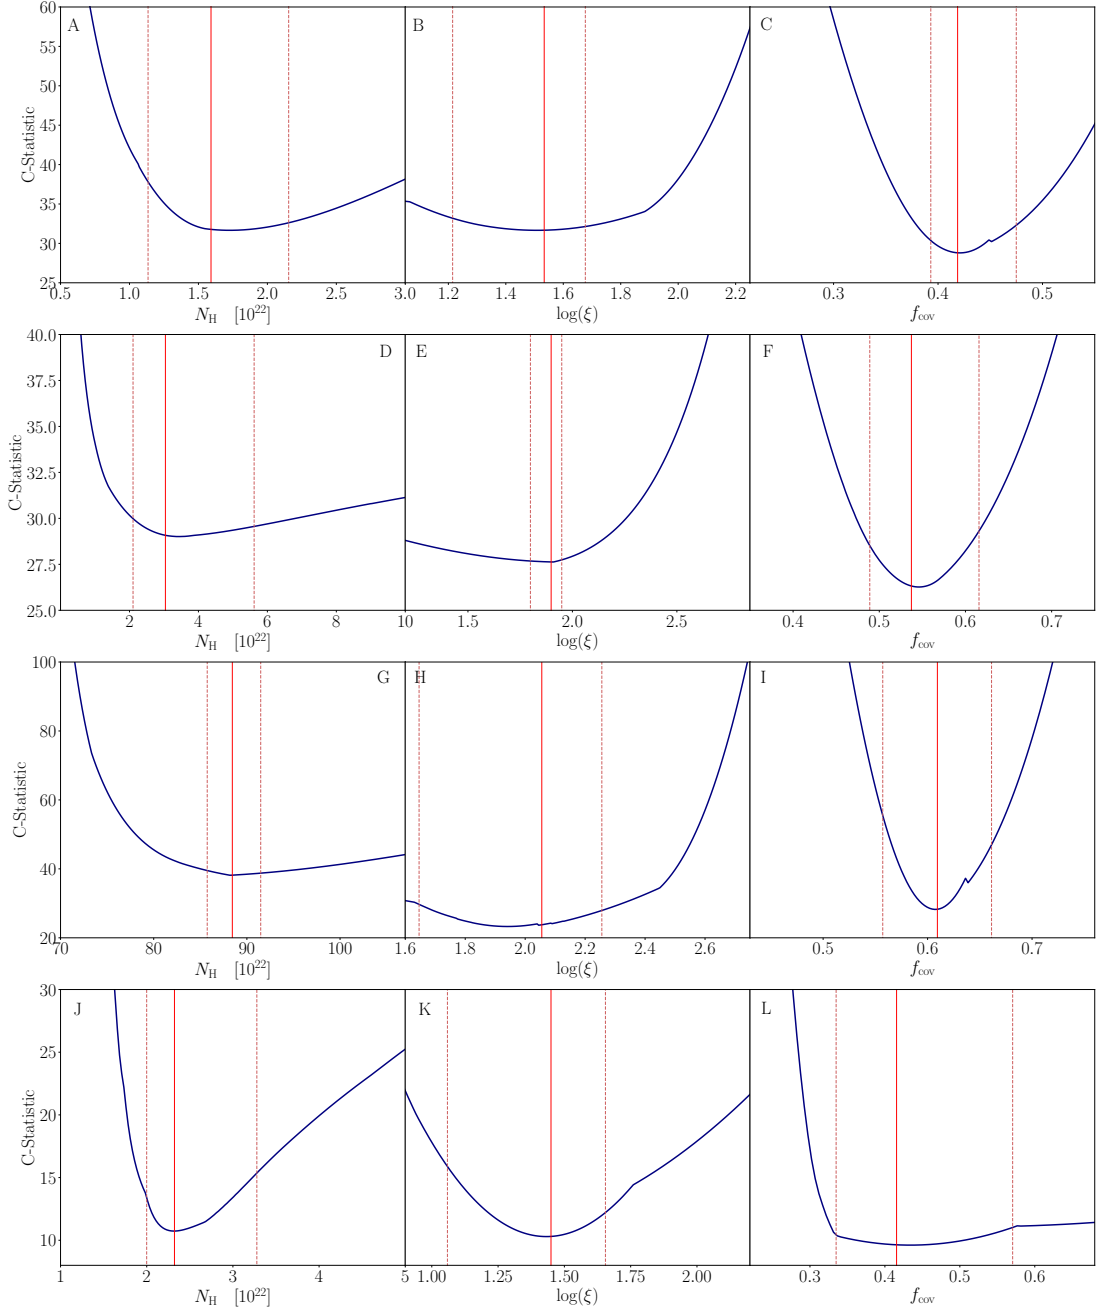 A
B
C
60
55
50
45
40
35
30
25
C-Statistic
0.5 1.0 1.5 2.0 2.5 3.0 1.2 1.4 1.6 1.8 2.0 2.2 0.3 0.4 0.5
N_H [10^22] log(ξ) f_cov
D
E
F
40.0
37.5
35.0
32.5
30.0
27.5
25.0
C-Statistic
2 4 6 8 10 1.5 2.0 2.5 0.4 0.5 0.6 0.7
N_H [10^22] log(ξ) f_cov
G
H
I
100
80
60
40
20
C-Statistic
70 80 90 100 1.6 1.8 2.0 2.2 2.4 2.6 0.5 0.6 0.7
N_H [10^22] log(ξ) f_cov
J
K
L
30
25
20
15
10
C-Statistic
1 2 3 4 5 1.00 1.25 1.50 1.75 2.00 0.3 0.4 0.5 0.6
N_H [10^22] log(ξ) f_cov